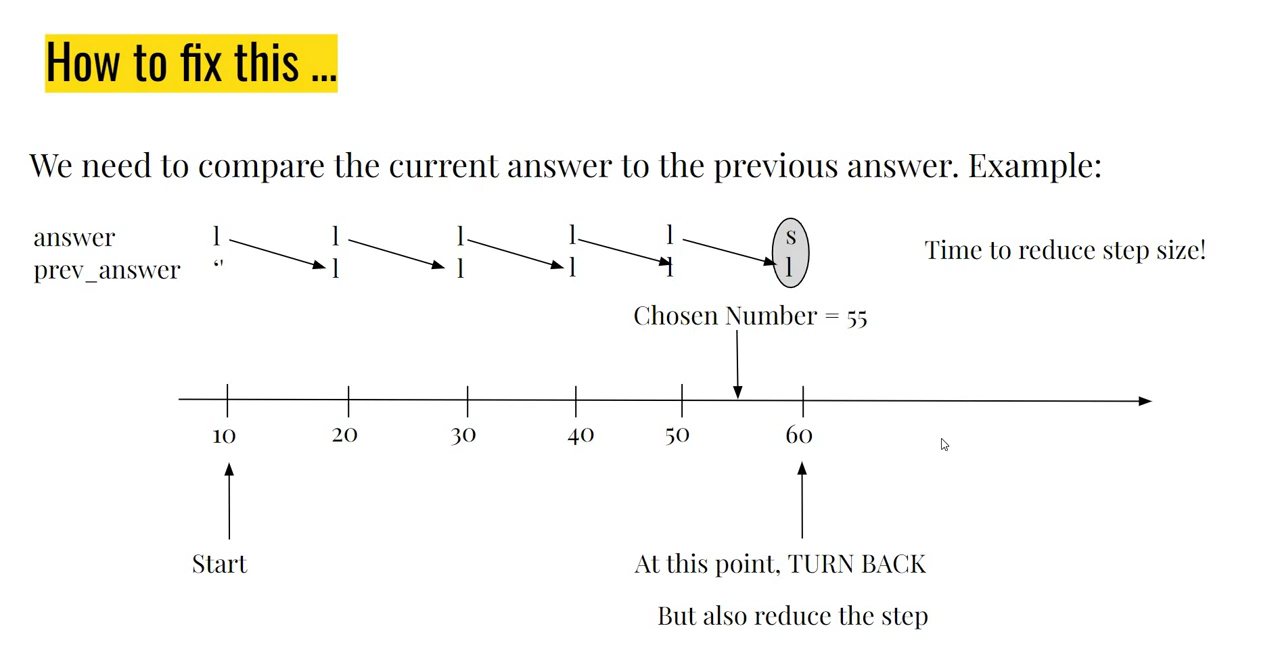 How to fix this ...
We need to compare the current answer to the previous answer. Example:
answer l l l l l s
prev_answer ‘’ l l l l l
Time to reduce step size!
Chosen Number = 55
10 20 30 40 50 60
Start
At this point, TURN BACK
But also reduce the step